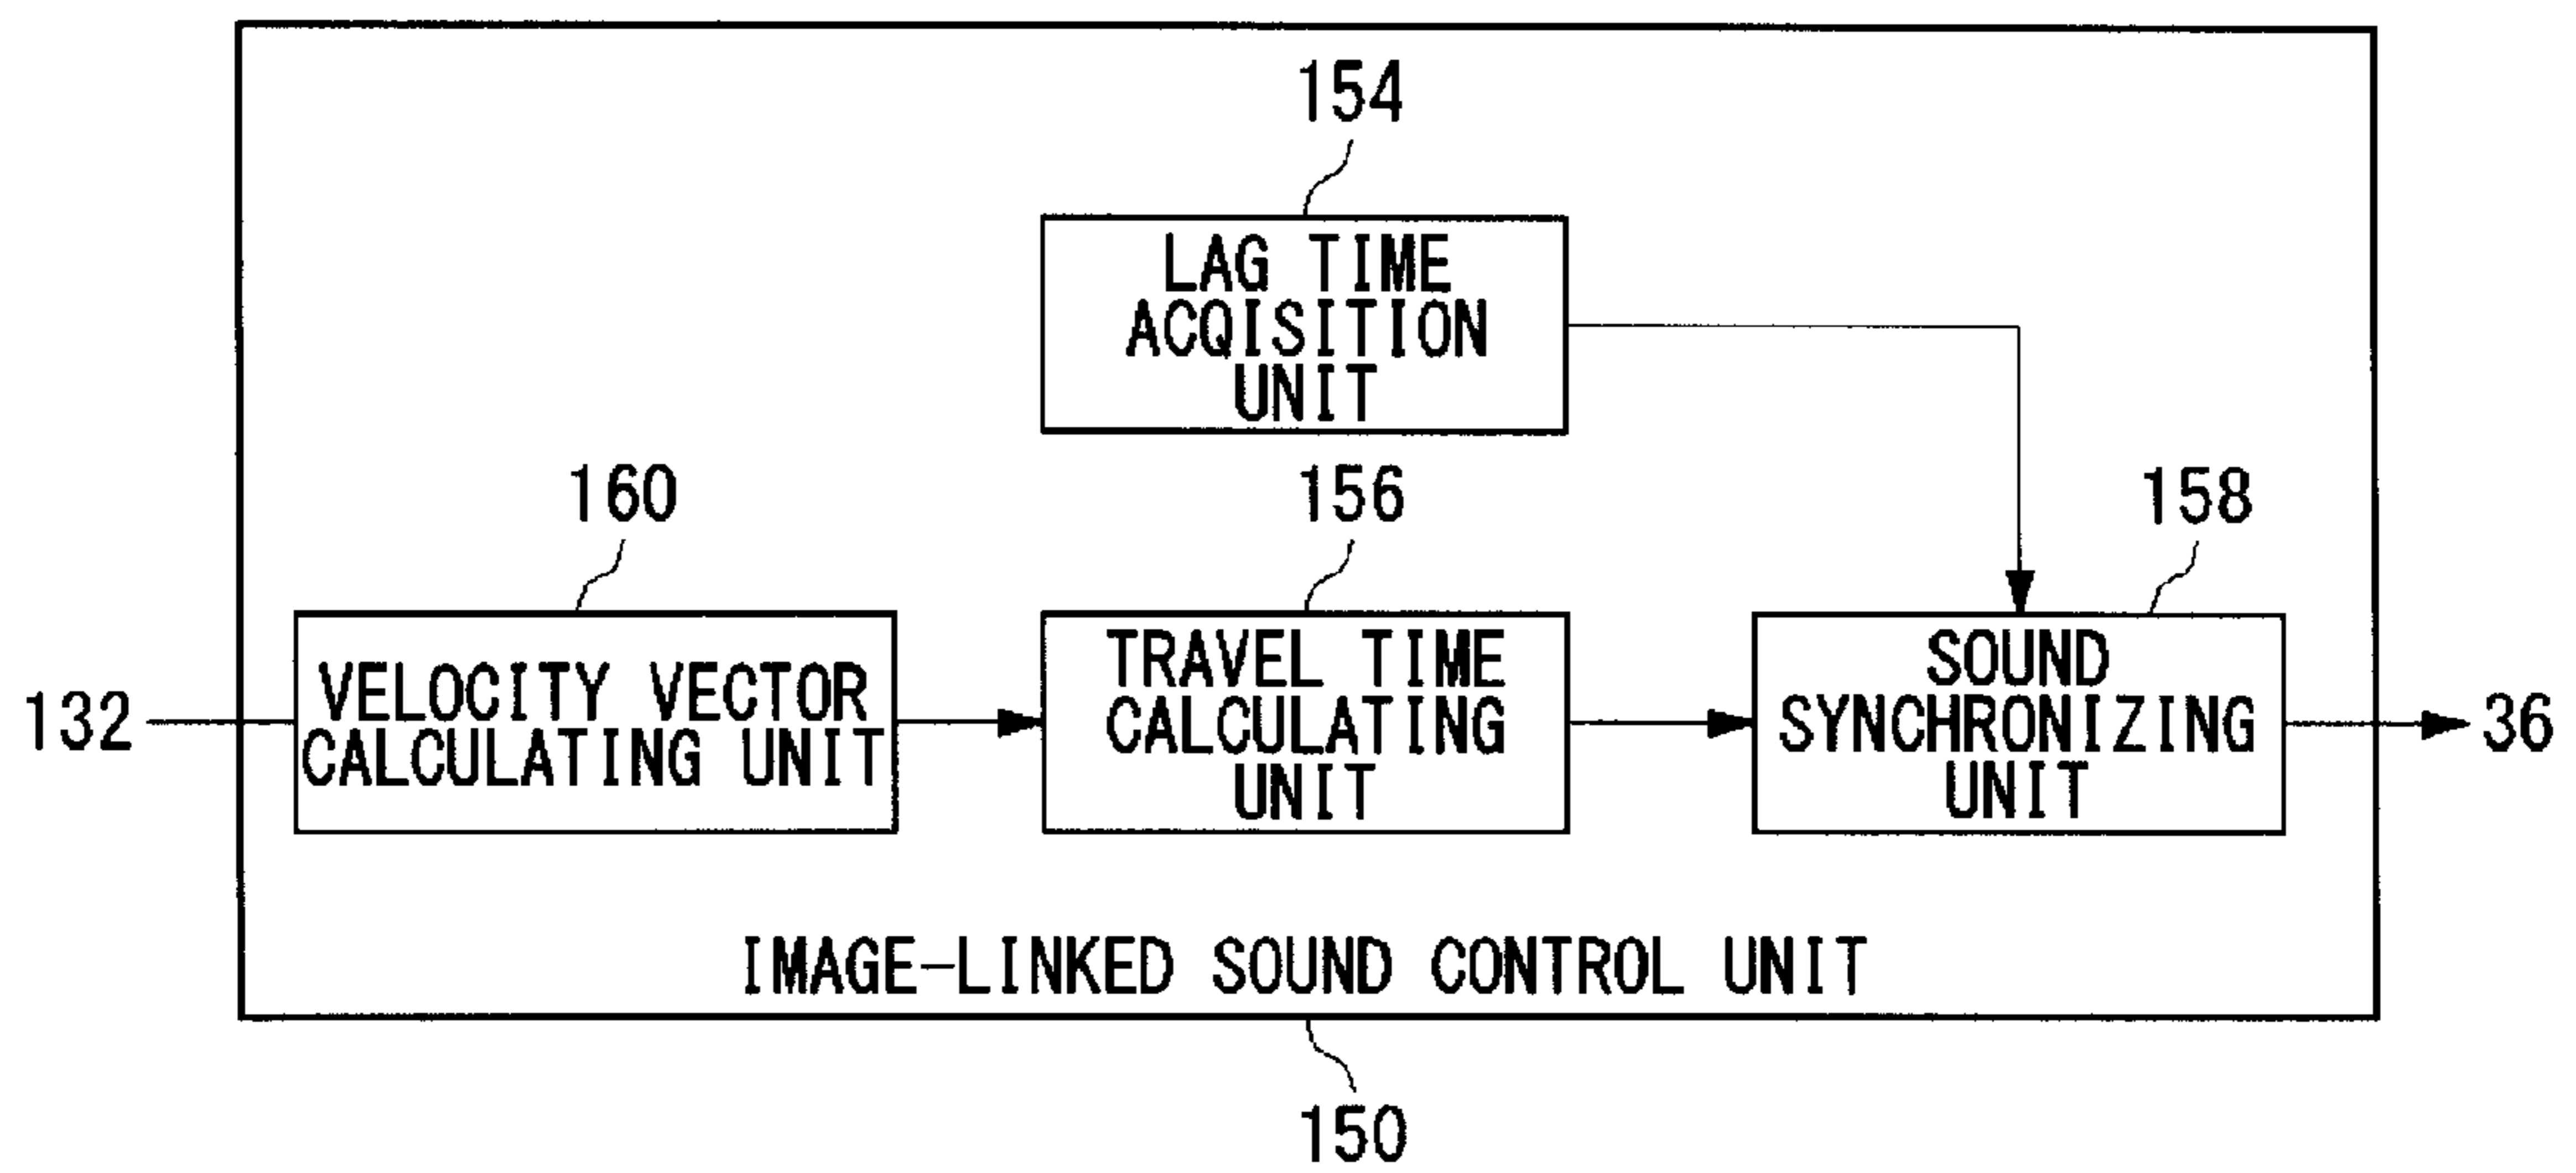 154
LAG TIME
ACQISITION
UNIT
160
156
158
132
VELOCITY VECTOR
CALCULATING UNIT
TRAVEL TIME
CALCULATING
UNIT
SOUND
SYNCHRONIZING
UNIT
36
IMAGE-LINKED SOUND CONTROL UNIT
150